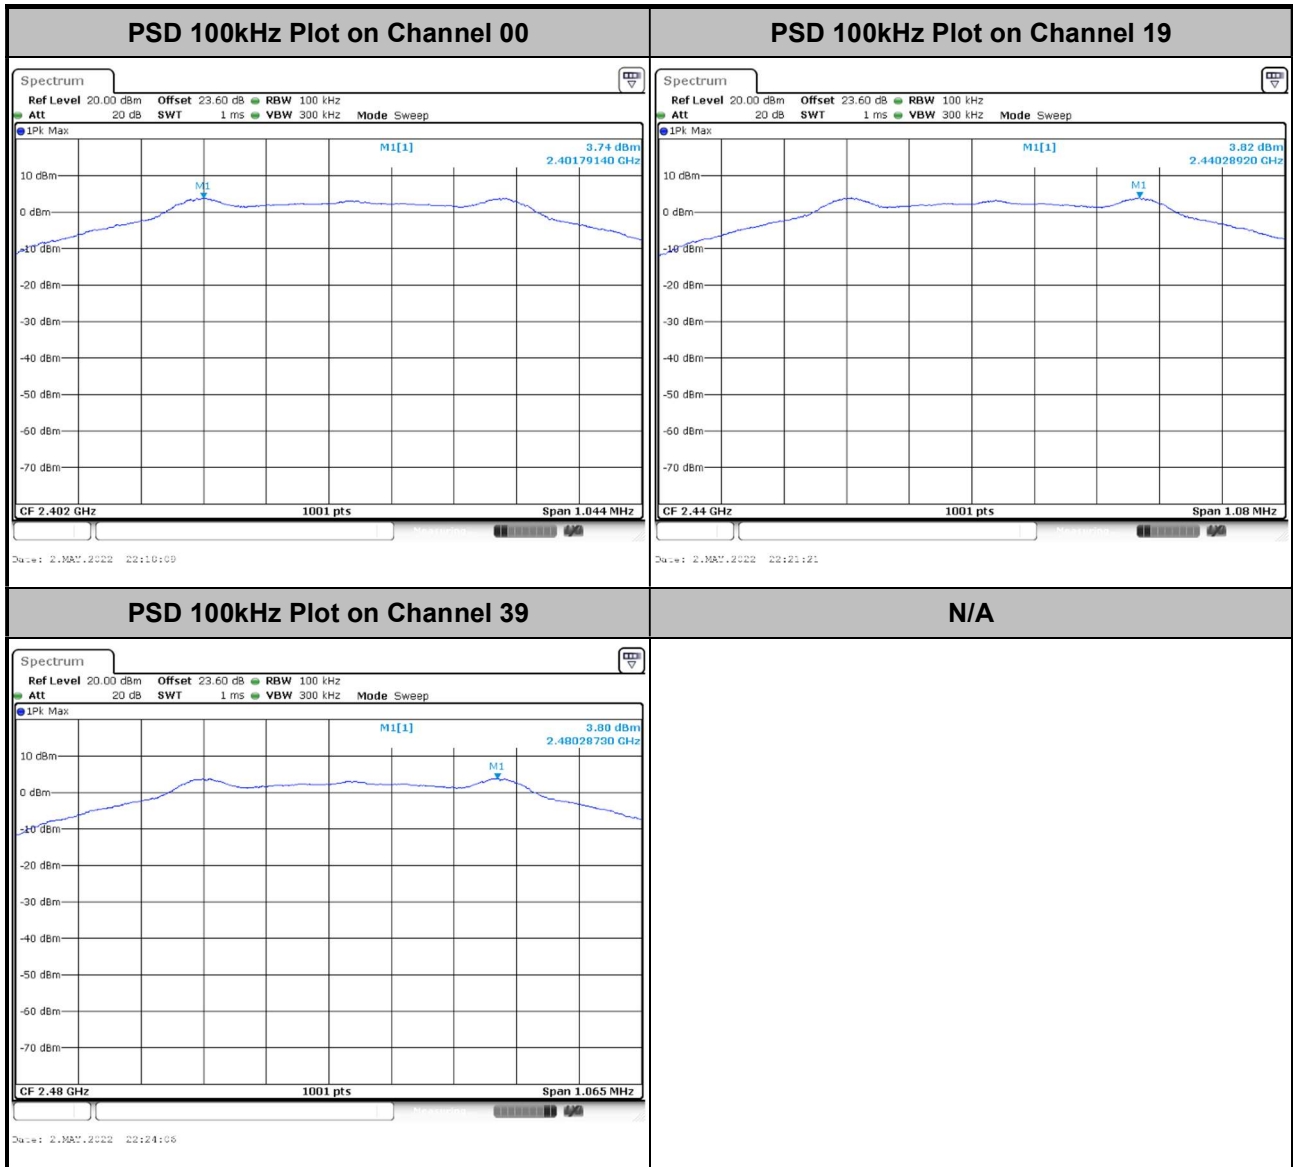 PSD 100kHz Plot on Channel 00
Spectrum
Ref Level 20.00 dBm Offset 23.60 dB RBW 100 kHz
Att 20 dB SWT 1 ms VBW 300 kHz Mode Sweep
1Pk Max
M1[1] 3.74 dBm
2.40179140 GHz
M1
10 dBm
0 dBm
-10 dBm
-20 dBm
-30 dBm
-40 dBm
-50 dBm
-60 dBm
-70 dBm
CF 2.402 GHz 1001 pts Span 1.044 MHz
PSD 100kHz Plot on Channel 19
Spectrum
Ref Level 20.00 dBm Offset 23.60 dB RBW 100 kHz
Att 20 dB SWT 1 ms VBW 300 kHz Mode Sweep
1Pk Max
M1[1] 3.82 dBm
2.44028920 GHz
10 dBm
M1
0 dBm
-10 dBm
-20 dBm
-30 dBm
-40 dBm
-50 dBm
-60 dBm
-70 dBm
CF 2.44 GHz 1001 pts Span 1.08 MHz
Date: 2.MAY.2022 22:21:21
PSD 100kHz Plot on Channel 39
Spectrum
Ref Level 20.00 dBm Offset 23.60 dB RBW 100 kHz
Att 20 dB SWT 1 ms VBW 300 kHz Mode Sweep
1Pk Max
M1[1] 3.80 dBm
2.48028730 GHz
10 dBm
M1
0 dBm
-10 dBm
-20 dBm
-30 dBm
-40 dBm
-50 dBm
-60 dBm
-70 dBm
CF 2.48 GHz 1001 pts Span 1.065 MHz
Date: 2.MAY.2022
N/A